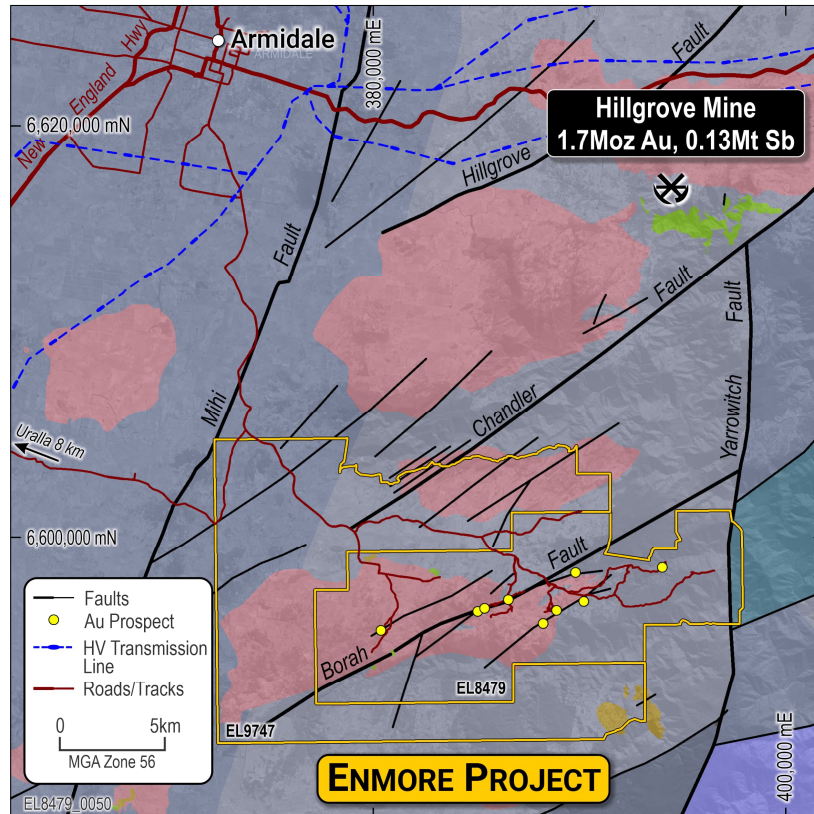 Armidale
ARMIDALE
New England Hwy
380,000 mE
Fault
6,620,000 mN
Hillgrove Mine
1.7Moz Au, 0.13Mt Sb
Hillgrove
Fault
Fault
Fault
Mihi
Chandler
Yarrowitch
Uralla 8 km
6,600,000 mN
Fault
Borah
EL8479
EL9747
Faults
Au Prospect
HV Transmission
Line
Roads/Tracks
0 5km
MGA Zone 56
400,000 mE
ENMORE PROJECT
EL8479_0050